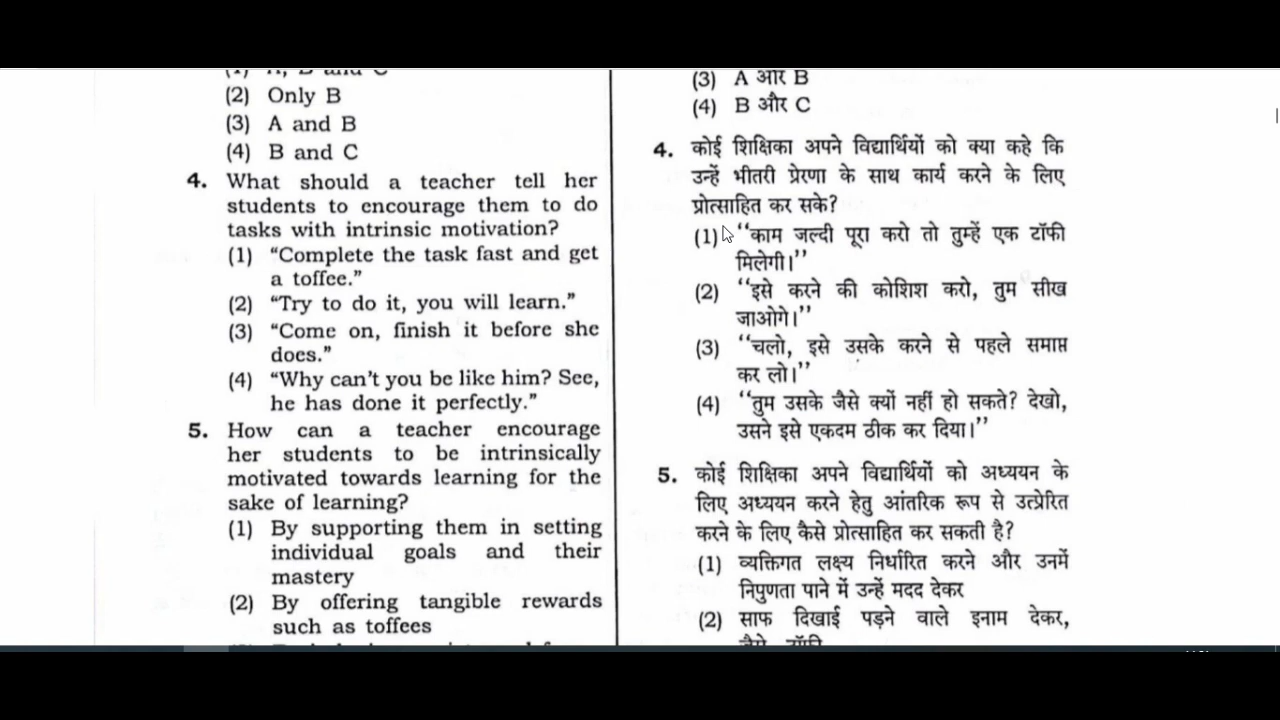 (1) A, B and C
(2) Only B
(3) A and B
(4) B and C
4. What should a teacher tell her
students to encourage them to do
tasks with intrinsic motivation?
(1) “Complete the task fast and get
a toffee.”
(2) “Try to do it, you will learn.”
(3) “Come on, finish it before she
does.”
(4) “Why can’t you be like him? See,
he has done it perfectly.”
5. How can a teacher encourage
her students to be intrinsically
motivated towards learning for the
sake of learning?
(1) By supporting them in setting
individual goals and their
mastery
(2) By offering tangible rewards
such as toffees
(3) A और B
(4) B और C
4. कोई शिक्षिका अपने विद्यार्थियों को क्या कहे कि
उन्हें भीतरी प्रेरणा के साथ कार्य करने के लिए
प्रोत्साहित कर सके?
(1) ‘‘काम जल्दी पूरा करो तो तुम्हें एक टॉफी
मिलेगी।’’
(2) ‘‘इसे करने की कोशिश करो, तुम सीख
जाओगे।’’
(3) ‘‘चलो, इसे उसके करने से पहले समाप्त
कर लो।’’
(4) ‘‘तुम उसके जैसे क्यों नहीं हो सकते? देखो,
उसने इसे एकदम ठीक कर दिया।’’
5. कोई शिक्षिका अपने विद्यार्थियों को अध्ययन के
लिए अध्ययन करने हेतु आंतरिक रूप से उत्प्रेरित
करने के लिए कैसे प्रोत्साहित कर सकती है?
(1) व्यक्तिगत लक्ष्य निर्धारित करने और उनमें
निपुणता पाने में उन्हें मदद देकर
(2) साफ दिखाई पड़ने वाले इनाम देकर,
जैसे टॉफी